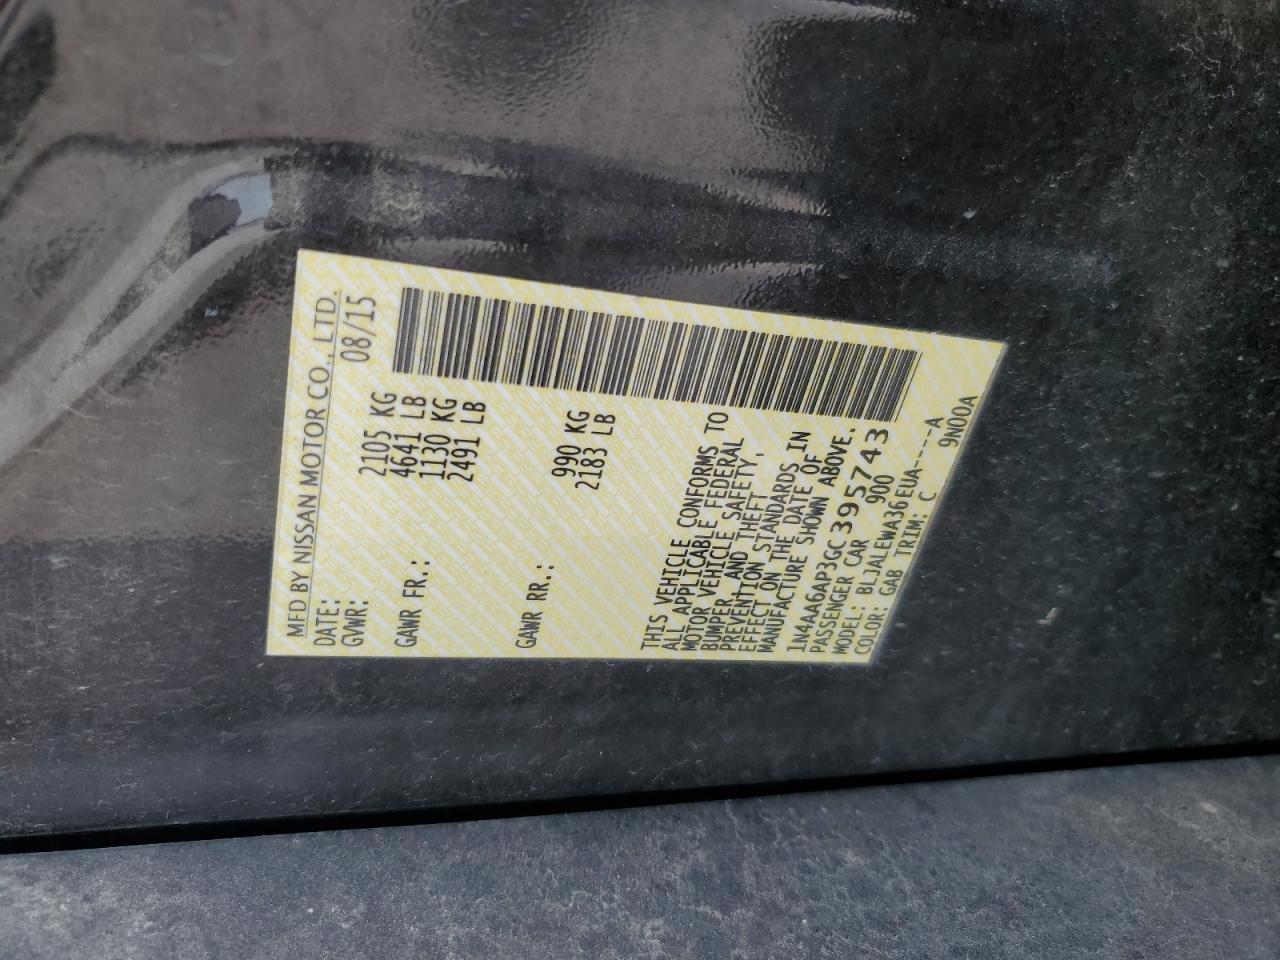 MFD BY NISSAN MOTOR CO., LTD.
DATE: 08/15
GVWR: 2105 KG
4641 LB
GAWR FR.: 1130 KG
2491 LB
GAWR RR.: 990 KG
2183 LB
THIS VEHICLE CONFORMS TO
ALL APPLICABLE FEDERAL
MOTOR VEHICLE SAFETY,
BUMPER, AND THEFT
PREVENTION STANDARDS IN
EFFECT ON THE DATE OF
MANUFACTURE SHOWN ABOVE.
1N4AA6AP3GC395743
PASSENGER CAR 900
MODEL: BLJALEWA36EUA----A
COLOR: GAB TRIM: C 9N00A